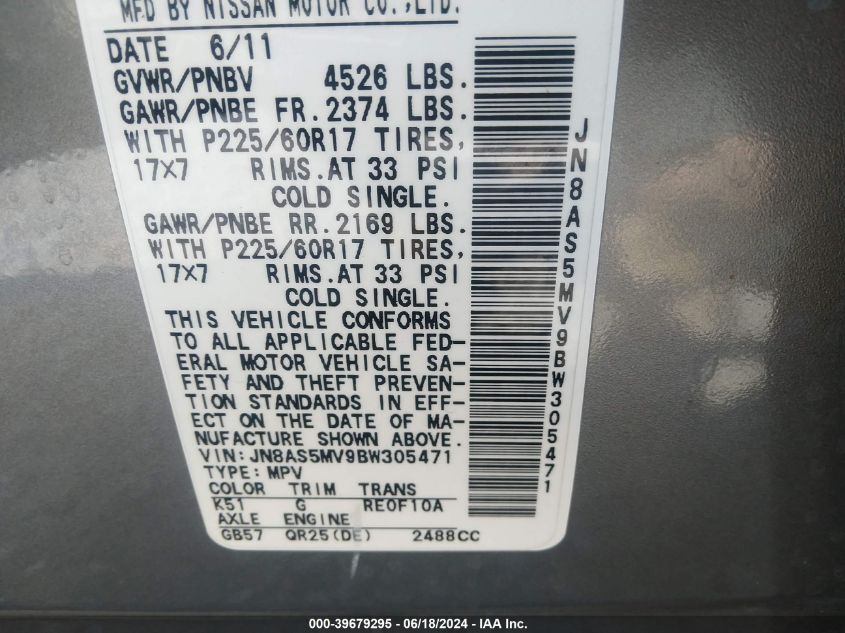 MFD BY NISSAN MOTOR CO.,LTD.
DATE 6/11
GVWR/PNBV 4526 LBS.
GAWR/PNBE FR. 2374 LBS.
WITH P225/60R17 TIRES,
17X7 RIMS.AT 33 PSI
COLD SINGLE.
GAWR/PNBE RR. 2169 LBS.
WITH P225/60R17 TIRES,
17X7 RIMS.AT 33 PSI
COLD SINGLE.
THIS VEHICLE CONFORMS
TO ALL APPLICABLE FED-
ERAL MOTOR VEHICLE SA-
FETY AND THEFT PREVEN-
TION STANDARDS IN EFF-
ECT ON THE DATE OF MA-
NUFACTURE SHOWN ABOVE.
VIN:JN8AS5MV9BW305471
TYPE:MPV
COLOR TRIM TRANS
K51 G RE0F10A
AXLE ENGINE
GB57 QR25(DE) 2488CC
JN8AS5MV9BW305471
000-39679295 - 06/18/2024 - IAA Inc.